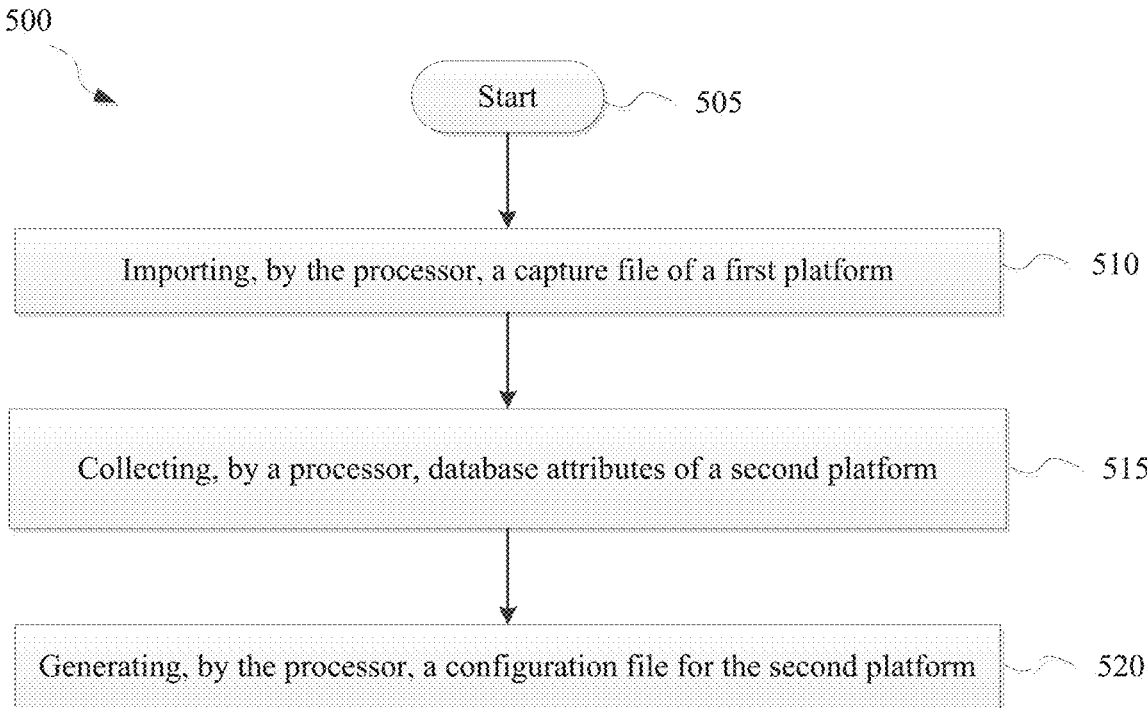 500
Start
505
Importing, by the processor, a capture file of a first platform
510
Collecting, by a processor, database attributes of a second platform
515
Generating, by the processor, a configuration file for the second platform
520